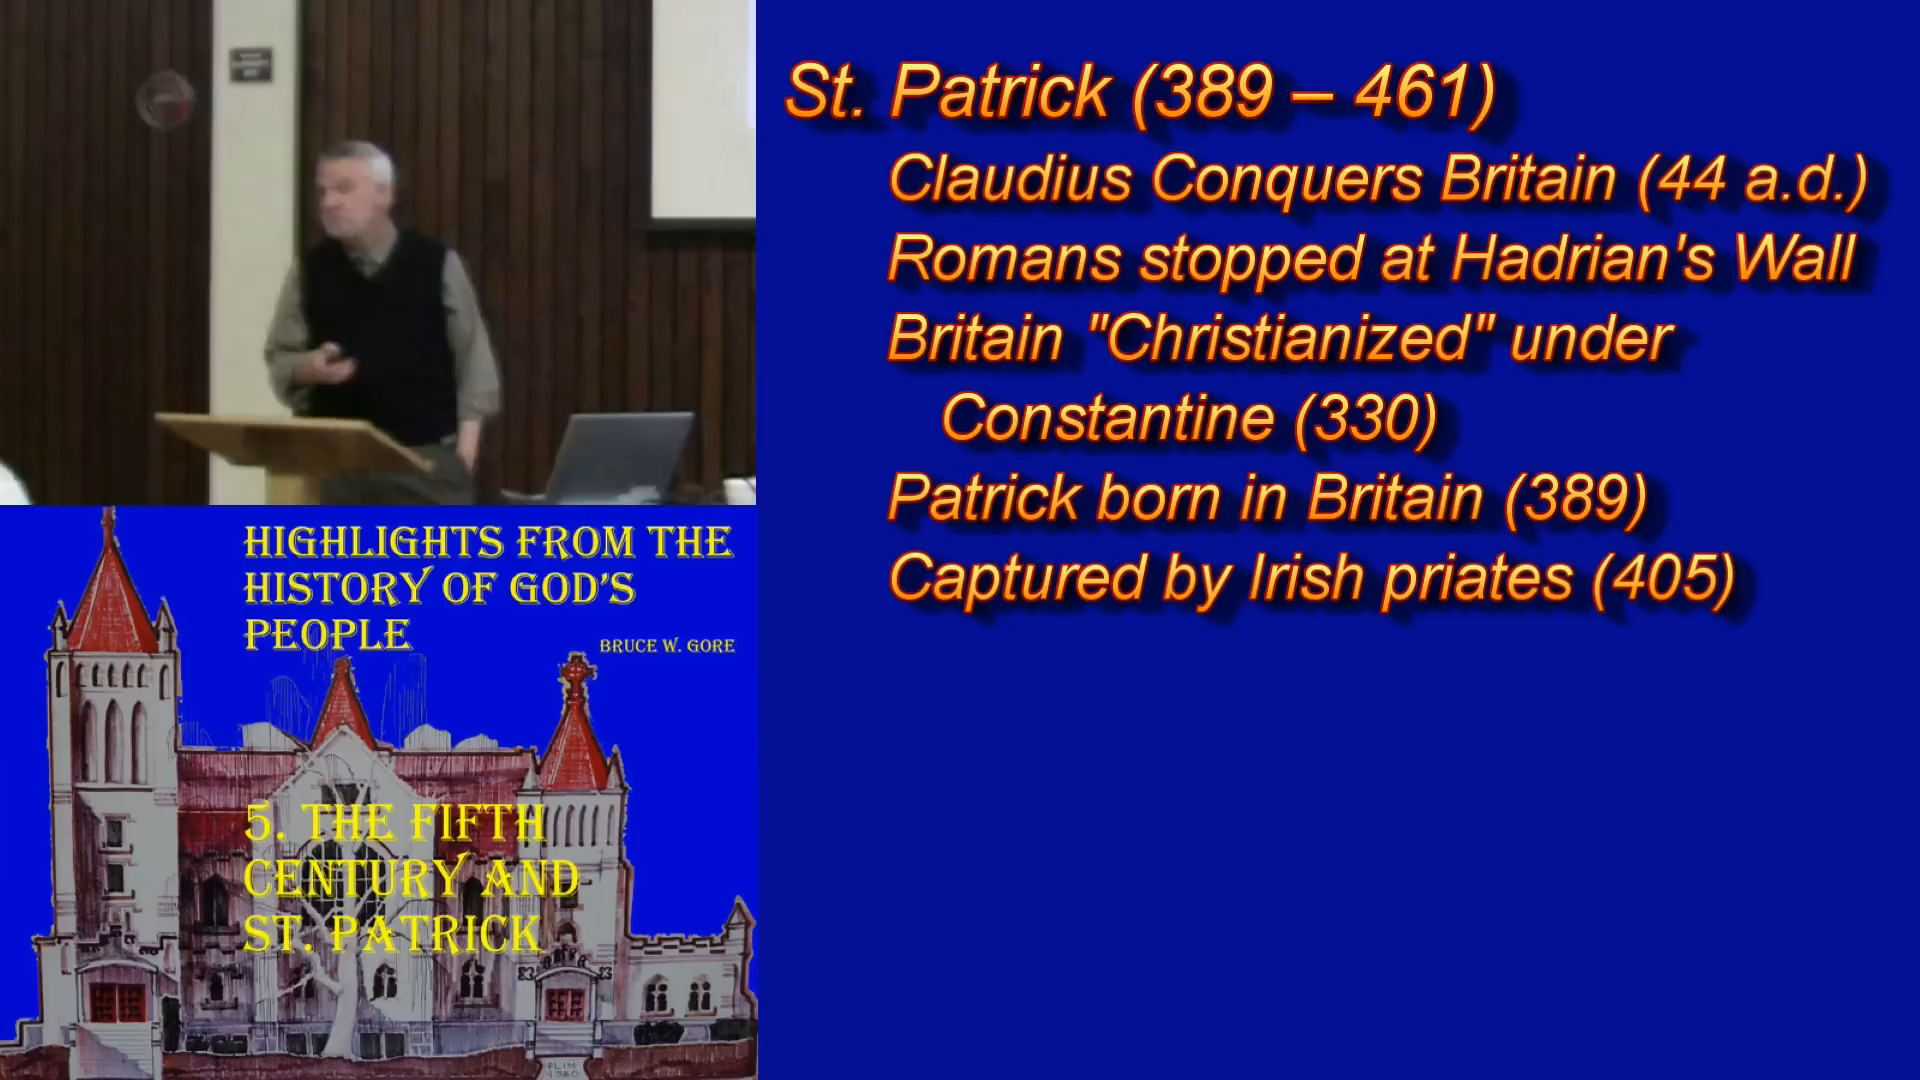 St. Patrick (389 – 461)
Claudius Conquers Britain (44 a.d.)
Romans stopped at Hadrian's Wall
Britain "Christianized" under
Constantine (330)
Patrick born in Britain (389)
Captured by Irish priates (405)
HIGHLIGHTS FROM THE
HISTORY OF GOD'S
PEOPLE
BRUCE W. GORE
5. THE FIFTH
CENTURY AND
ST. PATRICK